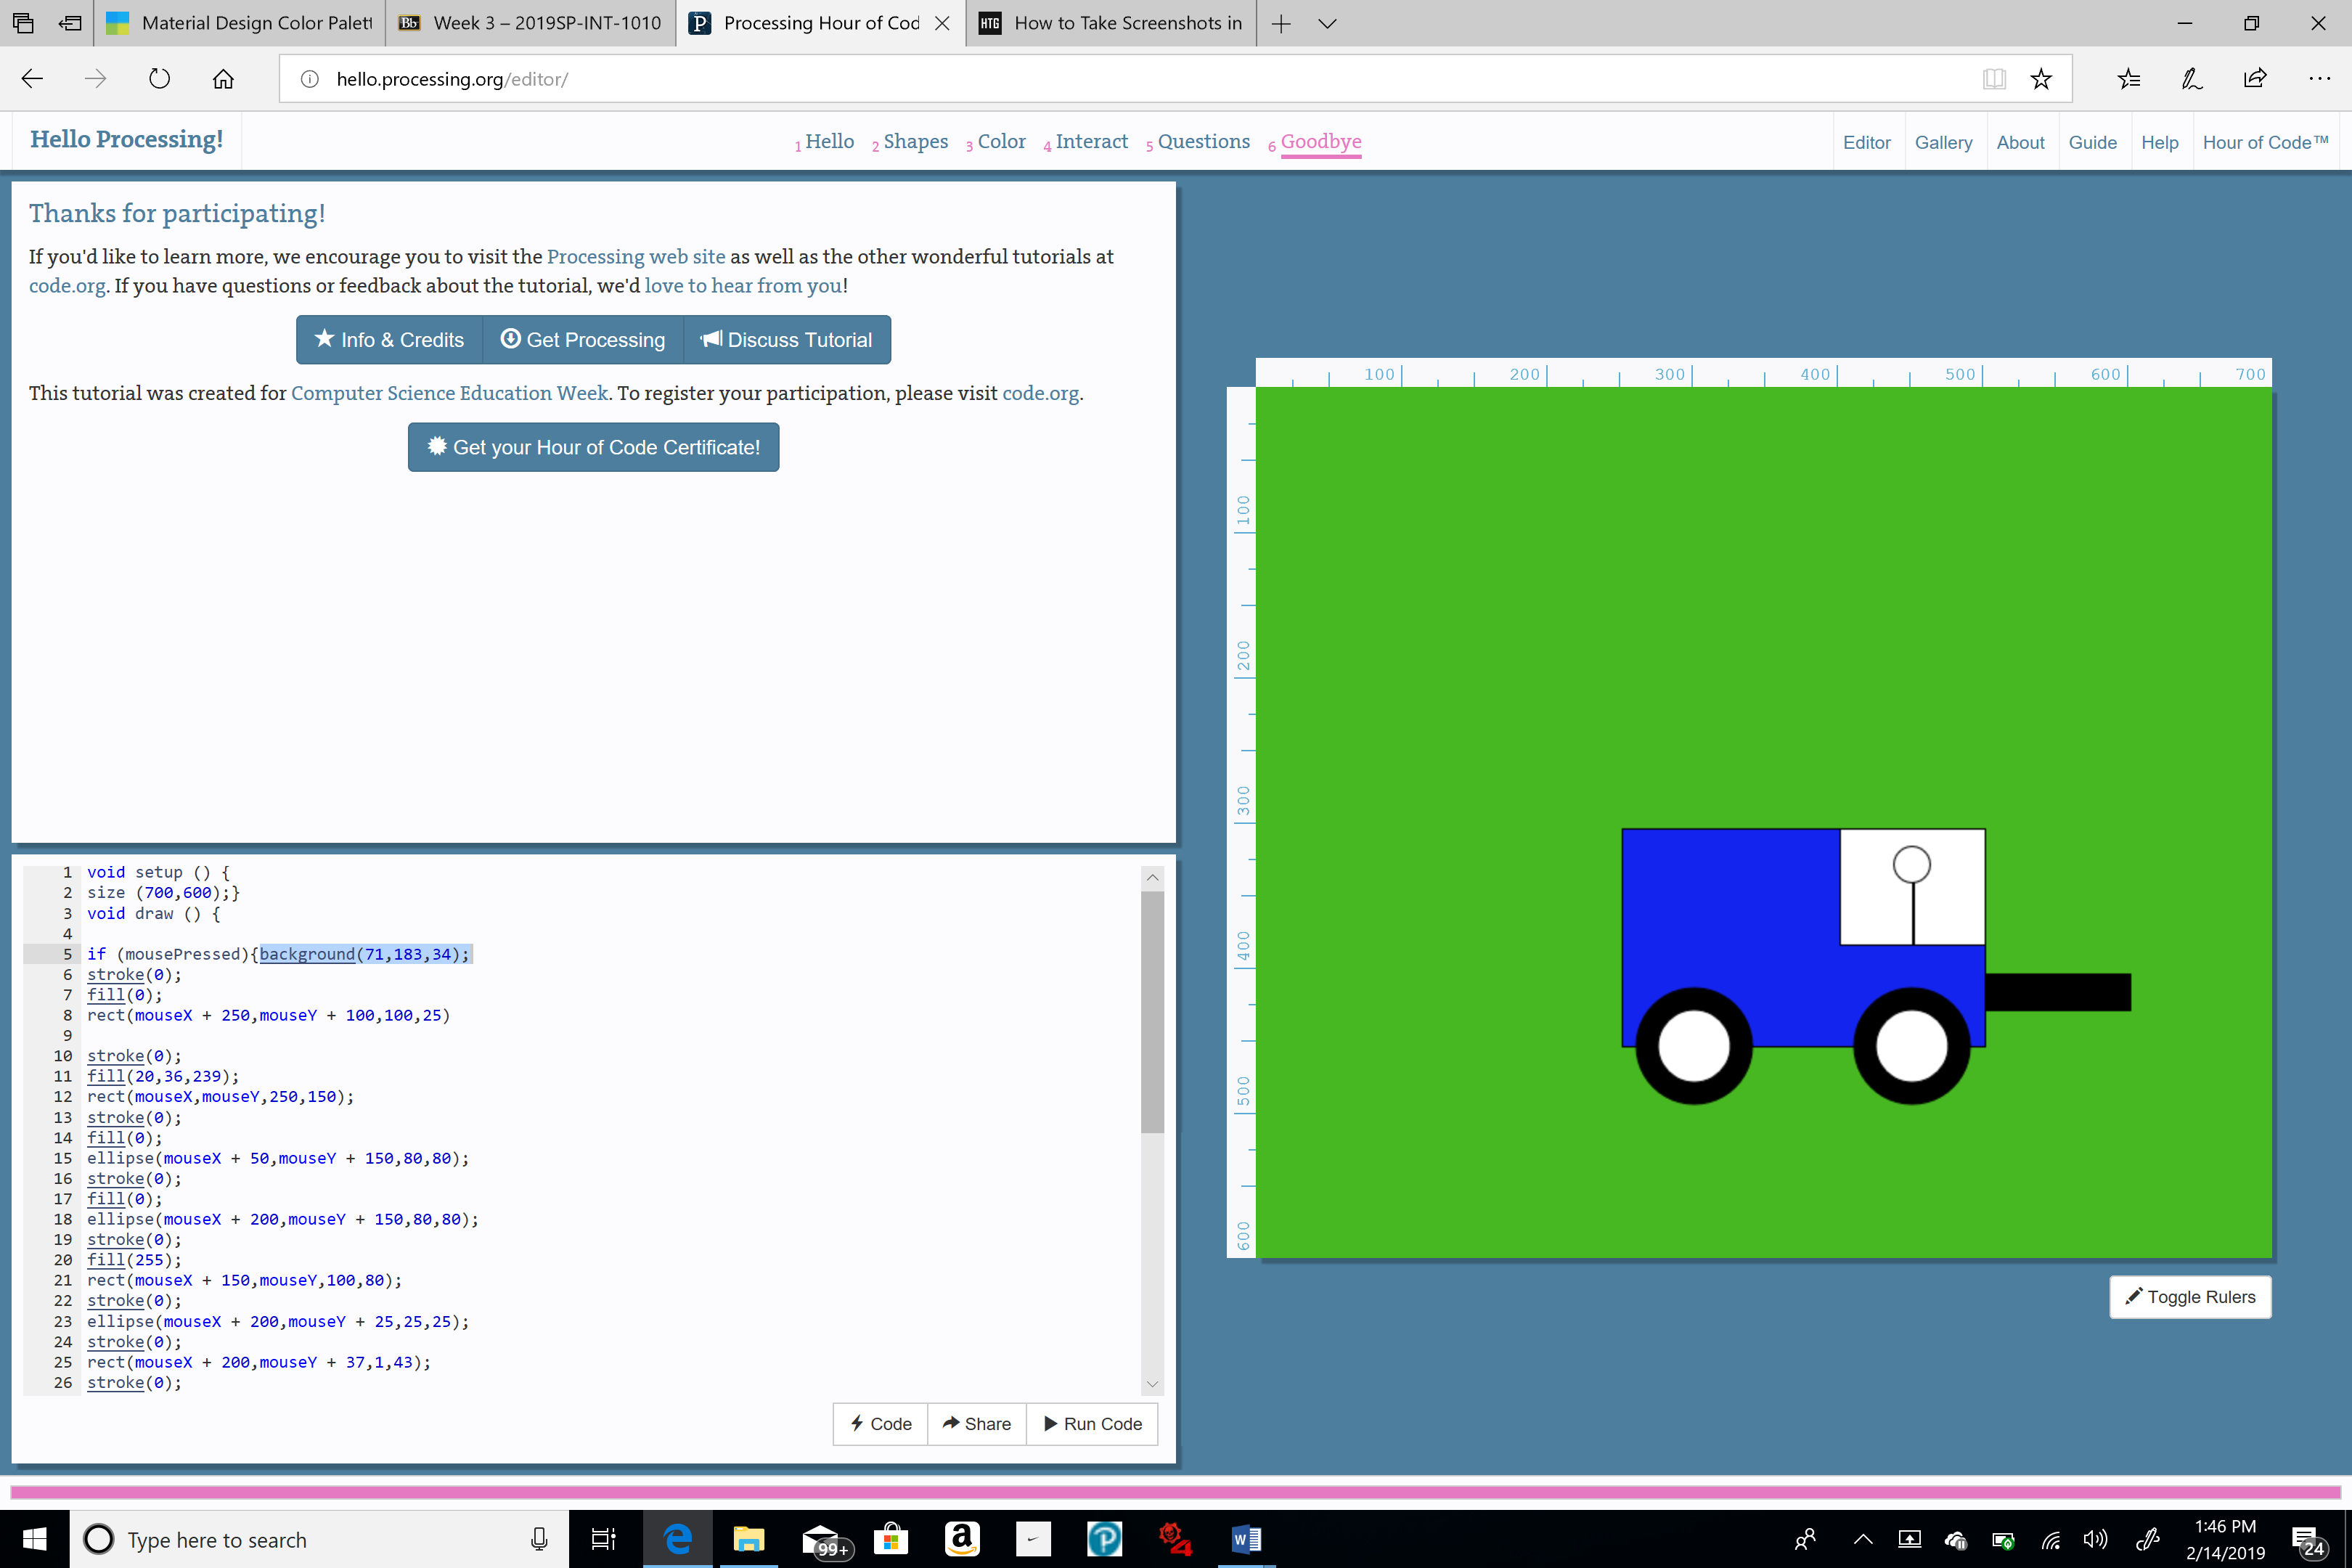 Material Design Color Palett
Bb Week 3 – 2019SP-INT-1010
P Processing Hour of Cod
HTG How to Take Screenshots in
hello.processing.org/editor/
Hello Processing!
1 Hello 2 Shapes 3 Color 4 Interact 5 Questions 6 Goodbye
Editor Gallery About Guide Help Hour of Code™
Thanks for participating!
If you'd like to learn more, we encourage you to visit the Processing web site as well as the other wonderful tutorials at
code.org. If you have questions or feedback about the tutorial, we'd love to hear from you!
Info & Credits Get Processing Discuss Tutorial
This tutorial was created for Computer Science Education Week. To register your participation, please visit code.org.
Get your Hour of Code Certificate!
100 200 300 400 500 600 700
100
200
300
400
500
600
1 void setup () {
2 size (700,600);}
3 void draw () {
4
5 if (mousePressed){background(71,183,34);
6 stroke(0);
7 fill(0);
8 rect(mouseX + 250,mouseY + 100,100,25)
9
10 stroke(0);
11 fill(20,36,239);
12 rect(mouseX,mouseY,250,150);
13 stroke(0);
14 fill(0);
15 ellipse(mouseX + 50,mouseY + 150,80,80);
16 stroke(0);
17 fill(0);
18 ellipse(mouseX + 200,mouseY + 150,80,80);
19 stroke(0);
20 fill(255);
21 rect(mouseX + 150,mouseY,100,80);
22 stroke(0);
23 ellipse(mouseX + 200,mouseY + 25,25,25);
24 stroke(0);
25 rect(mouseX + 200,mouseY + 37,1,43);
26 stroke(0);
Code Share Run Code
Toggle Rulers
Type here to search
99+
a
P
4
W
1:46 PM
2/14/2019
24